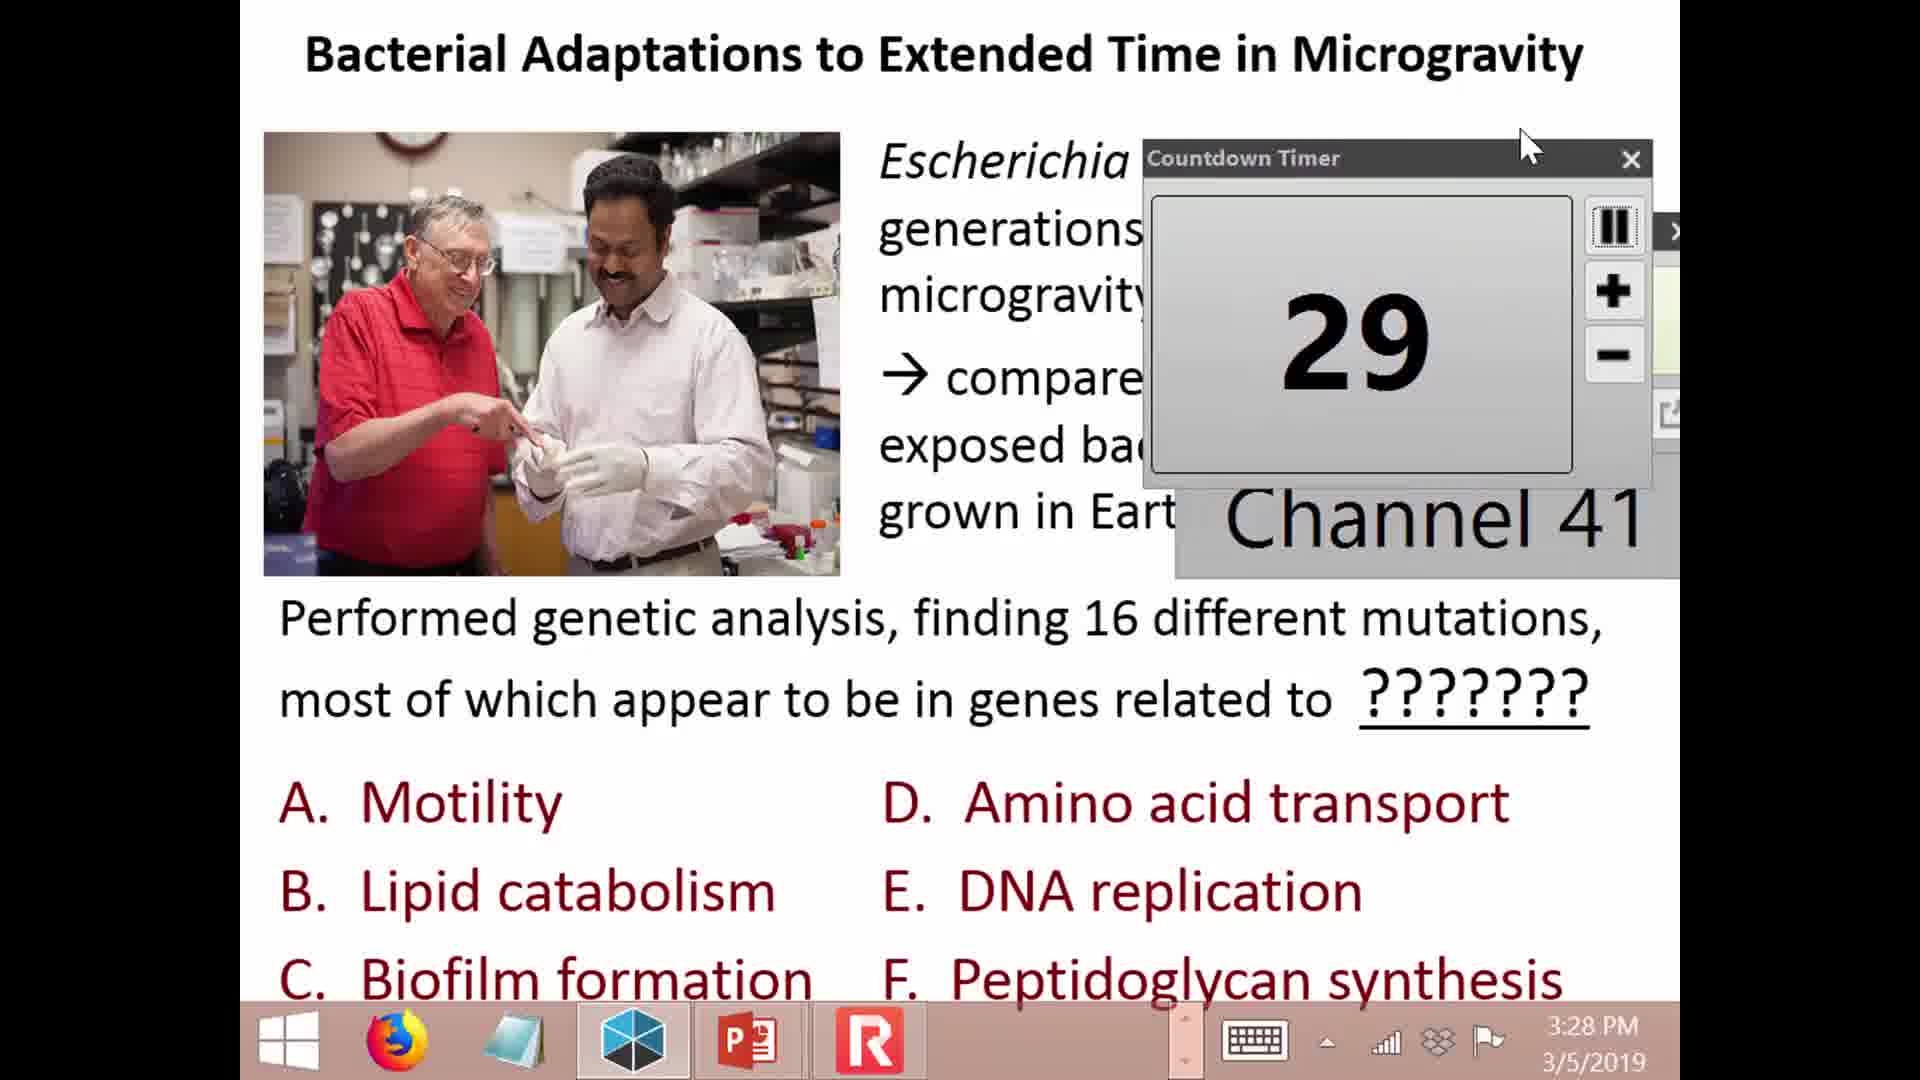 Bacterial Adaptations to Extended Time in Microgravity
Escherichia
generations
microgravity
→ compare
exposed
grown in
Countdown Timer
29
Channel 41
Performed genetic analysis, finding 16 different mutations,
most of which appear to be in genes related to ???????
A. Motility
B. Lipid catabolism
C. Biofilm formation
D. Amino acid transport
E. DNA replication
F. Peptidoglycan synthesis
3:28 PM
3/5/2019